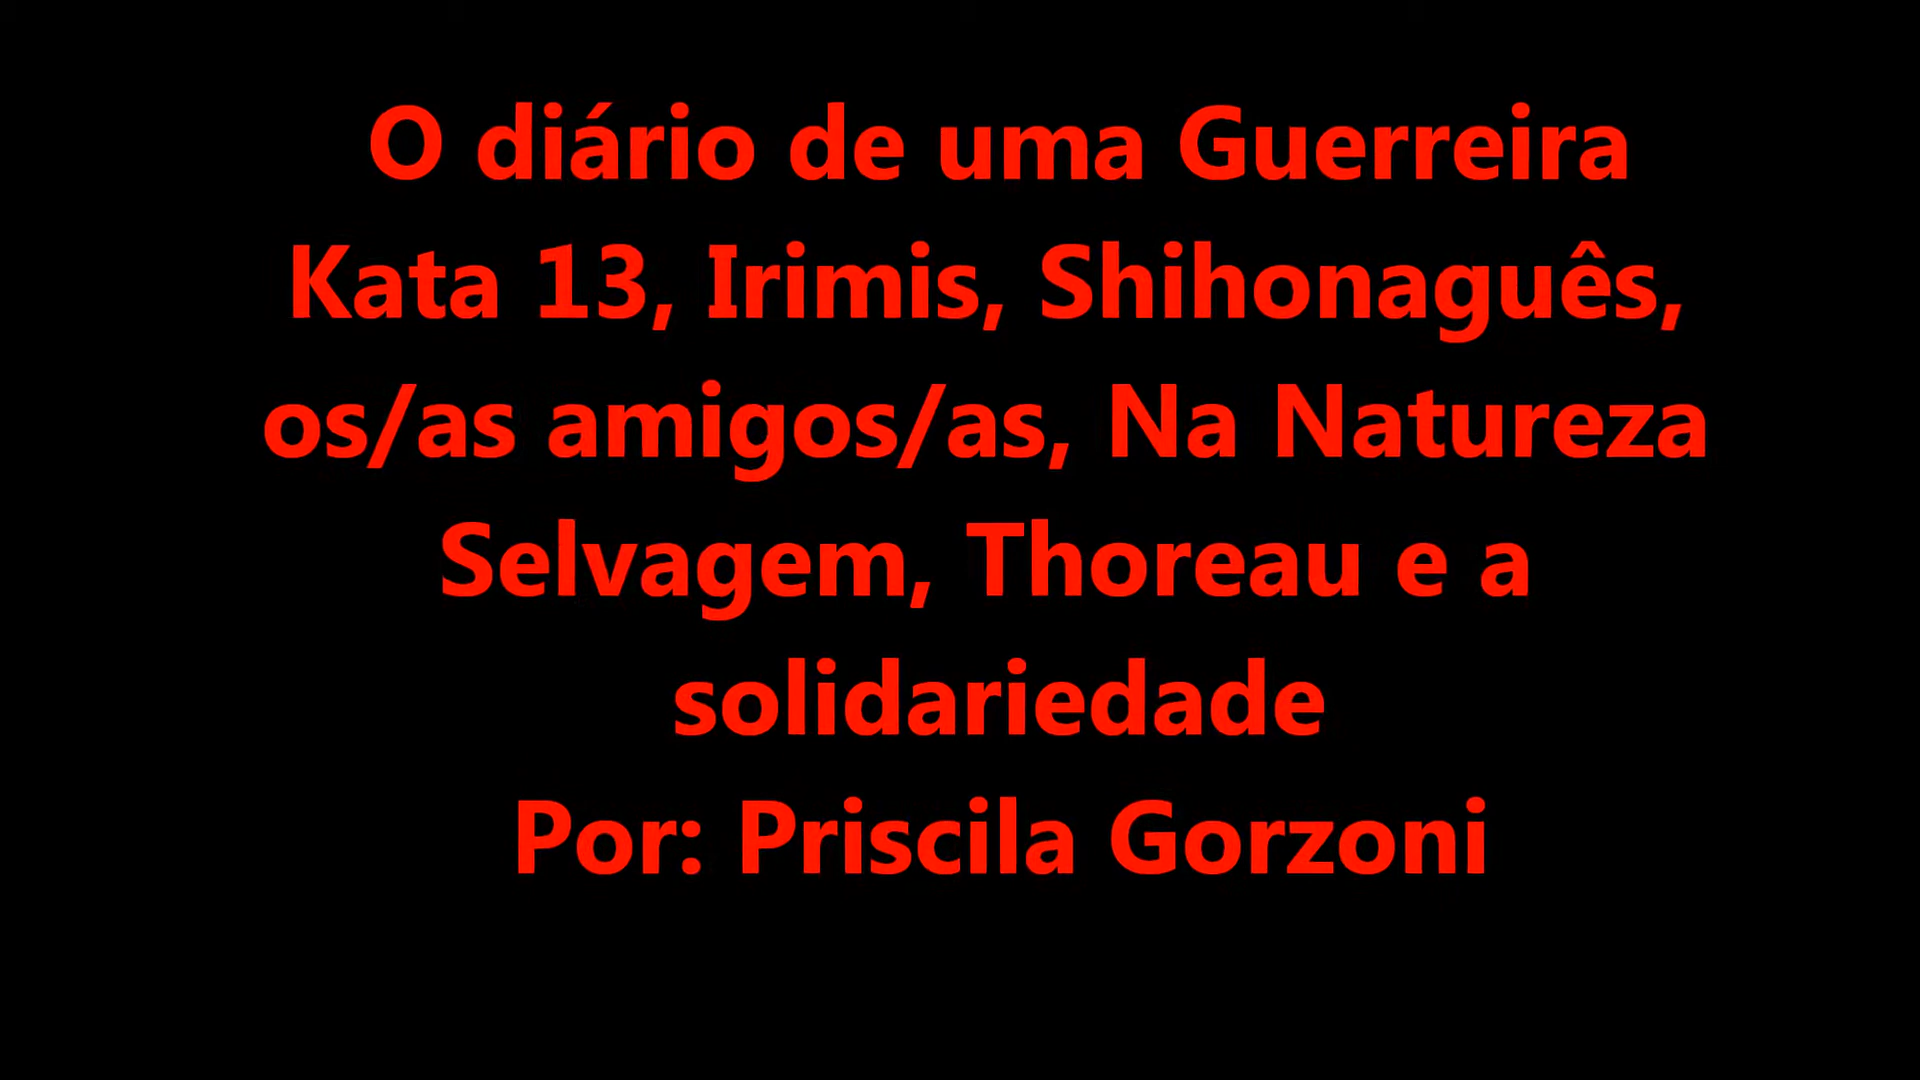 O diário de uma Guerreira
Kata 13, Irimis, Shihonaguês,
os/as amigos/as, Na Natureza
Selvagem, Thoreau e a
solidariedade
Por: Priscila Gorzoni